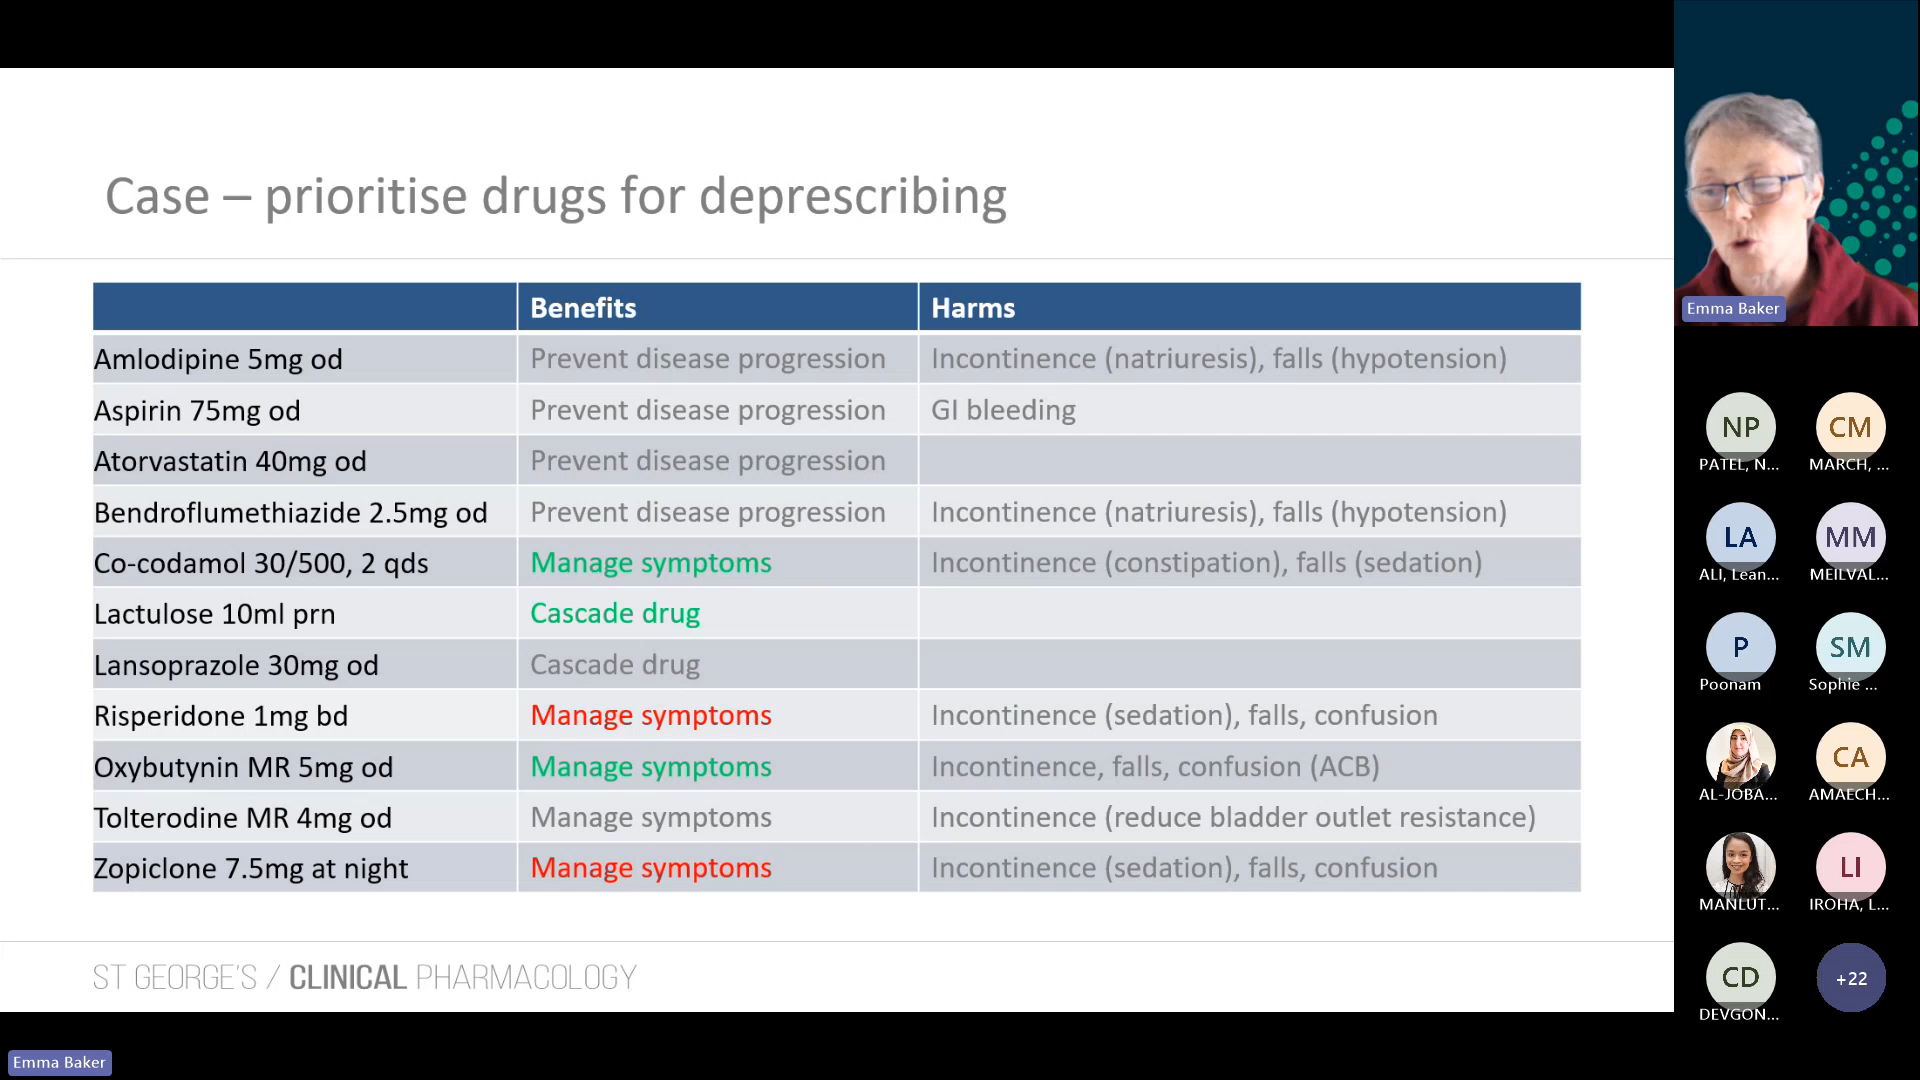 Case – prioritise drugs for deprescribing
Benefits Harms
Amlodipine 5mg od Prevent disease progression Incontinence (natriuresis), falls (hypotension)
Aspirin 75mg od Prevent disease progression GI bleeding
Atorvastatin 40mg od Prevent disease progression
Bendroflumethiazide 2.5mg od Prevent disease progression Incontinence (natriuresis), falls (hypotension)
Co-codamol 30/500, 2 qds Manage symptoms Incontinence (constipation), falls (sedation)
Lactulose 10ml prn Cascade drug
Lansoprazole 30mg od Cascade drug
Risperidone 1mg bd Manage symptoms Incontinence (sedation), falls, confusion
Oxybutynin MR 5mg od Manage symptoms Incontinence, falls, confusion (ACB)
Tolterodine MR 4mg od Manage symptoms Incontinence (reduce bladder outlet resistance)
Zopiclone 7.5mg at night Manage symptoms Incontinence (sedation), falls, confusion
ST GEORGE'S / CLINICAL PHARMACOLOGY
Emma Baker
Emma Baker
NP CM
PATEL, N... MARCH, ...
LA MM
ALI, Lean... MEILVAL...
P SM
Poonam Sophie ...
CA
AL-JOBA... AMAECH...
LI
MANLUT... IROHA, L...
CD +22
DEVGON...